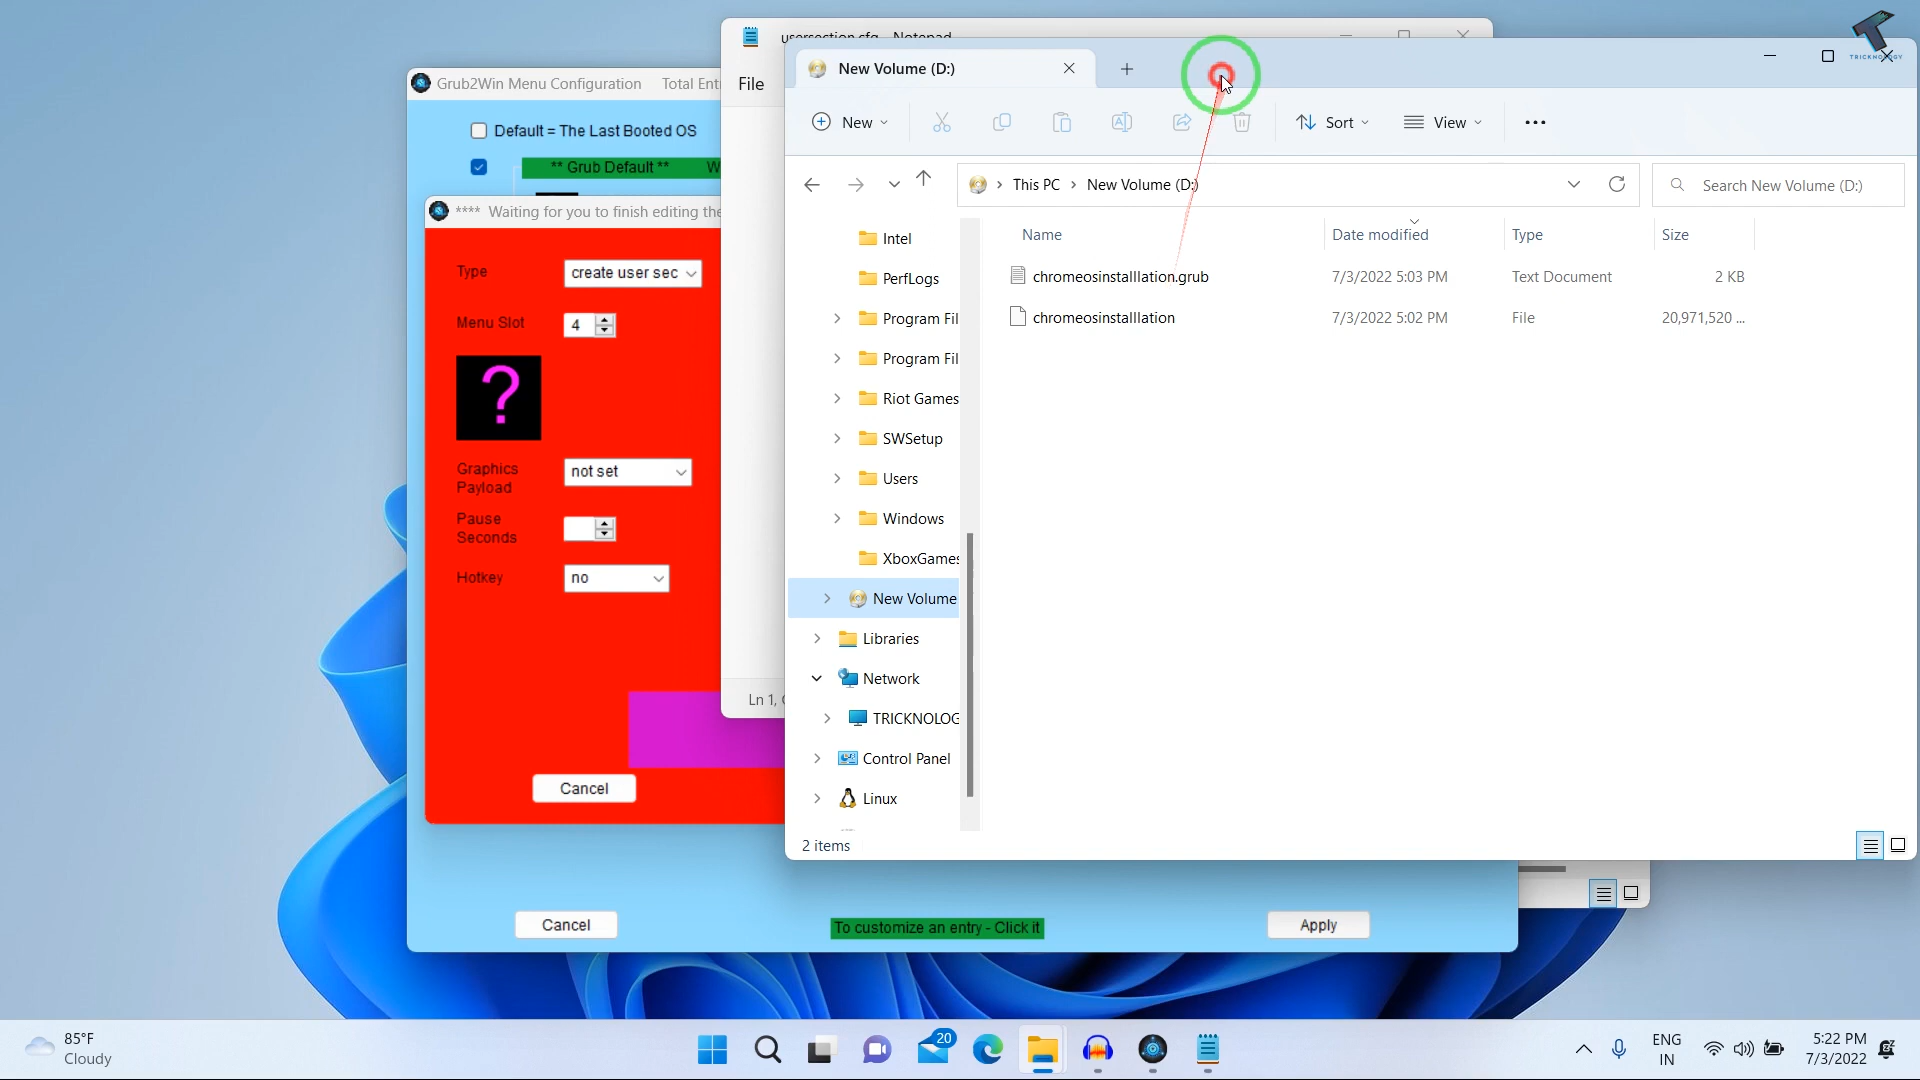 usersection.cfg - Notepad
TRICKNOLOGY
New Volume (D:)
Grub2Win Menu Configuration
File
Default = The Last Booted OS
** Grub Default **
W
New
Sort
View
This PC
New Volume (D:)
Search New Volume (D:)
**** Waiting for you to finish editing the
Type
create user sec
Menu Slot
4
?
Graphics
Payload
not set
Pause
Seconds
Hotkey
no
Cancel
Ln 1,
Intel
PerfLogs
Program Fil
Program Fil
Riot Games
SWSetup
Users
Windows
XboxGames
New Volume
Libraries
Network
TRICKNOLOG
Control Panel
Linux
Name
Date modified
Type
Size
chromeosinstalllation.grub
7/3/2022 5:03 PM
Text Document
2 KB
chromeosinstalllation
7/3/2022 5:02 PM
File
20,971,520 ...
2 items
Cancel
To customize an entry - Click it
Apply
85°F
Cloudy
20
ENG
IN
5:22 PM
7/3/2022